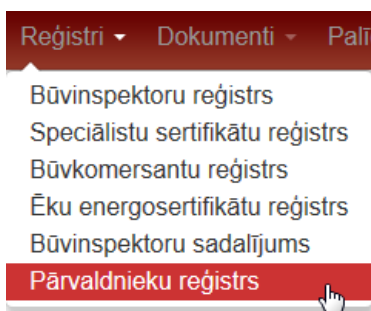 Reģistri Dokumenti
Būvinspektoru reģistrs
Speciālistu sertifikātu reģistrs
Būvkomersantu reģistrs
Ēku energosertifikātu reģistrs
Būvinspektoru sadalījums
Pārvaldnieku reģistrs